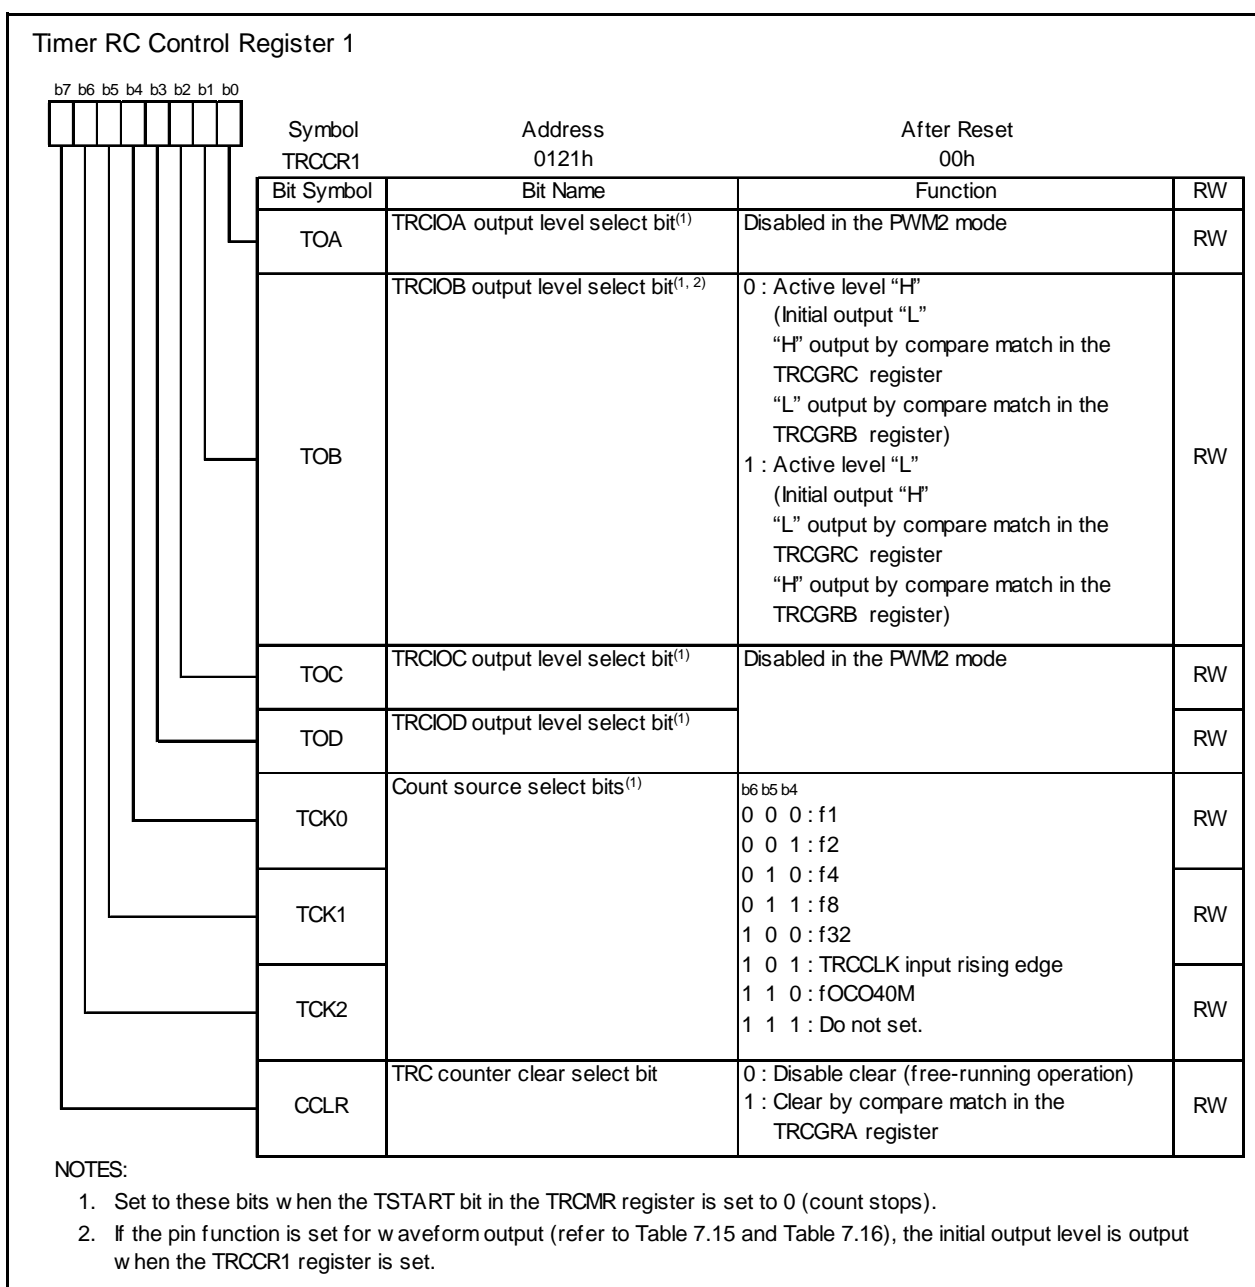 Timer RC Control Register 1
b7 b6 b5 b4 b3 b2 b1 b0
Symbol Address After Reset
TRCCR1 0121h 00h
Bit Symbol Bit Name Function RW
TOA TRCIOA output level select bit(1) Disabled in the PWM2 mode RW
TOB TRCIOB output level select bit(1, 2) RW
0 : Active level “H”
(Initial output “L”
“H” output by compare match in the
TRCGRC register
“L” output by compare match in the
TRCGRB register)
1 : Active level “L”
(Initial output “H”
“L” output by compare match in the
TRCGRC register
“H” output by compare match in the
TRCGRB register)
TOC TRCIOC output level select bit(1) Disabled in the PWM2 mode RW
TOD TRCIOD output level select bit(1) RW
TCK0 Count source select bits(1) RW
TCK1 RW
TCK2 RW
b6 b5 b4
0 0 0 : f1
0 0 1 : f2
0 1 0 : f4
0 1 1 : f8
1 0 0 : f32
1 0 1 : TRCCLK input rising edge
1 1 0 : fOCO40M
1 1 1 : Do not set.
CCLR TRC counter clear select bit RW
0 : Disable clear (free-running operation)
1 : Clear by compare match in the
TRCGRA register
NOTES:
1. Set to these bits when the TSTART bit in the TRCMR register is set to 0 (count stops).
2. If the pin function is set for waveform output (refer to Table 7.15 and Table 7.16), the initial output level is output
when the TRCCR1 register is set.